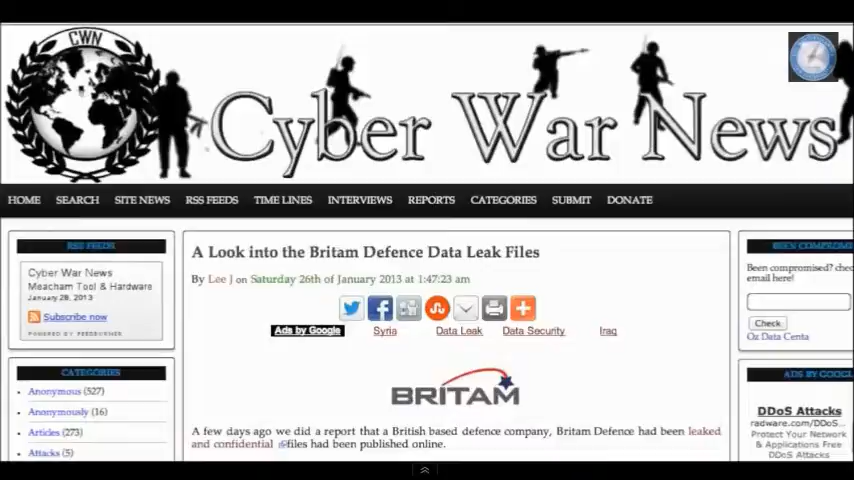 CWN
Cyber War News
HOME SEARCH SITE NEWS RSS FEEDS TIME LINES INTERVIEWS REPORTS CATEGORIES SUBMIT DONATE
RSS FEEDS
Cyber War News
Meacham Tool & Hardware
January 28, 2013
Subscribe now
POWERED BY FEEDBURNER
CATEGORIES
Anonymous (527)
Anonymously (16)
Articles (273)
Attacks (5)
A Look into the Britam Defence Data Leak Files
By Lee J on Saturday 26th of January 2013 at 1:47:23 am
Ads by Google Syria Data Leak Data Security Iraq
BRITAM
A few days ago we did a report that a British based defence company, Britam Defence had been leaked
and confidential files had been published online.
BEEN COMPROMI
Been compromised? chec
email here!
Check
Oz Data Centa
ADS BY GOOGL
DDoS Attacks
radware.com/DDoS...
Protect Your Network
& Applications Free
DDoS Attacks